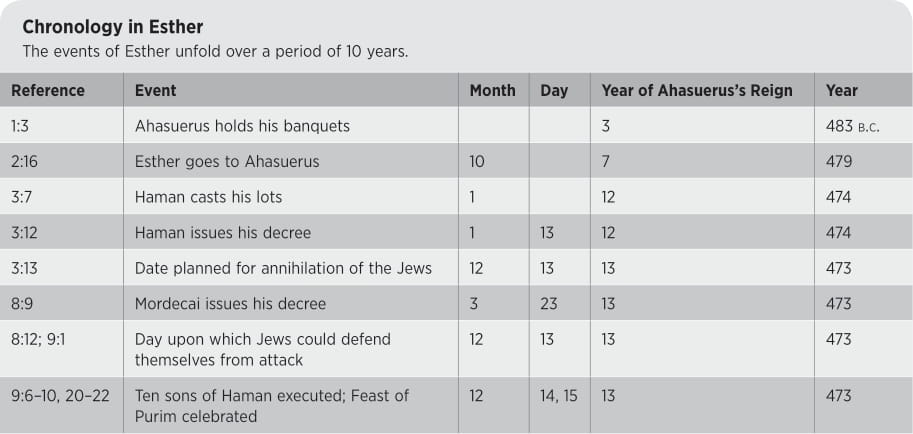 Chronology in Esther
The events of Esther unfold over a period of 10 years.
Reference Event Month Day Year of Ahasuerus’s Reign Year
1:3 Ahasuerus holds his banquets 3 483 B.C.
2:16 Esther goes to Ahasuerus 10 7 479
3:7 Haman casts his lots 1 12 474
3:12 Haman issues his decree 1 13 12 474
3:13 Date planned for annihilation of the Jews 12 13 13 473
8:9 Mordecai issues his decree 3 23 13 473
8:12; 9:1 Day upon which Jews could defend 12 13 13 473
themselves from attack
9:6–10, 20–22 Ten sons of Haman executed; Feast of 12 14, 15 13 473
Purim celebrated